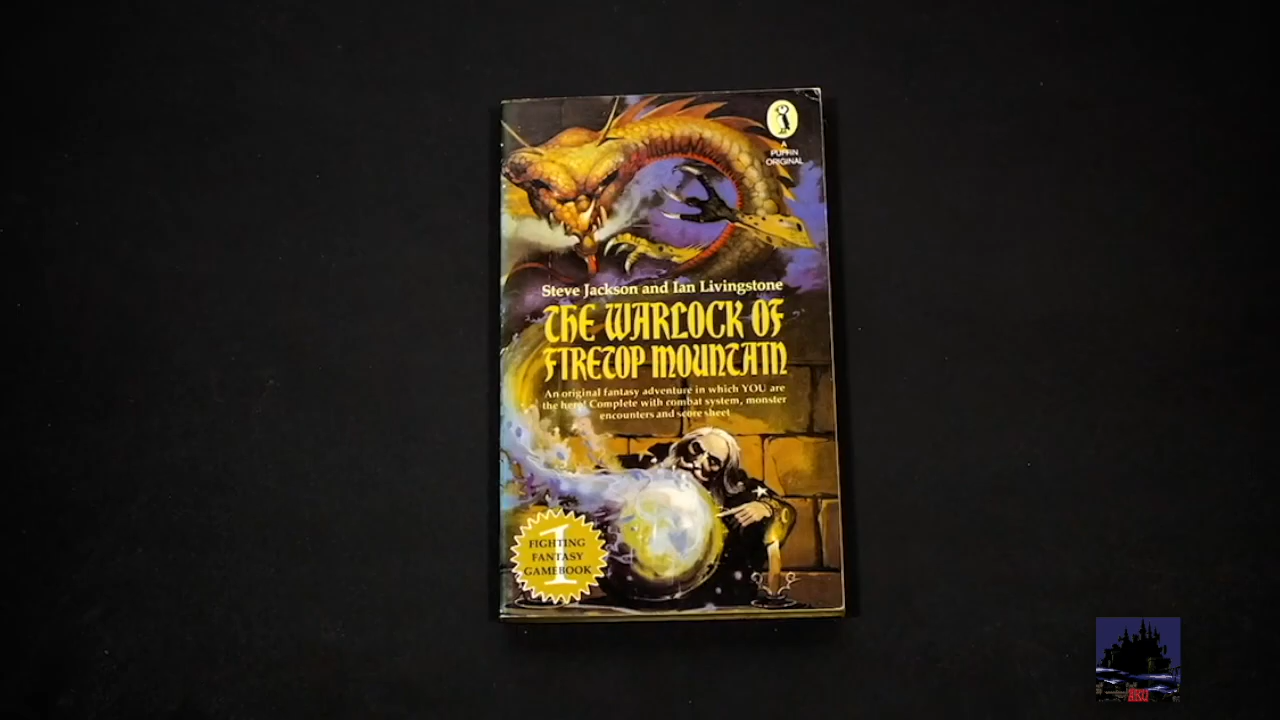 A
PUFFIN
ORIGINAL
Steve Jackson and Ian Livingstone
THE WARLOCK OF
FIRETOP MOUNTAIN
An original fantasy adventure in which YOU are
the hero! Complete with combat system, monster
encounters and score sheet
1
FIGHTING
FANTASY
GAMEBOOK
AKU